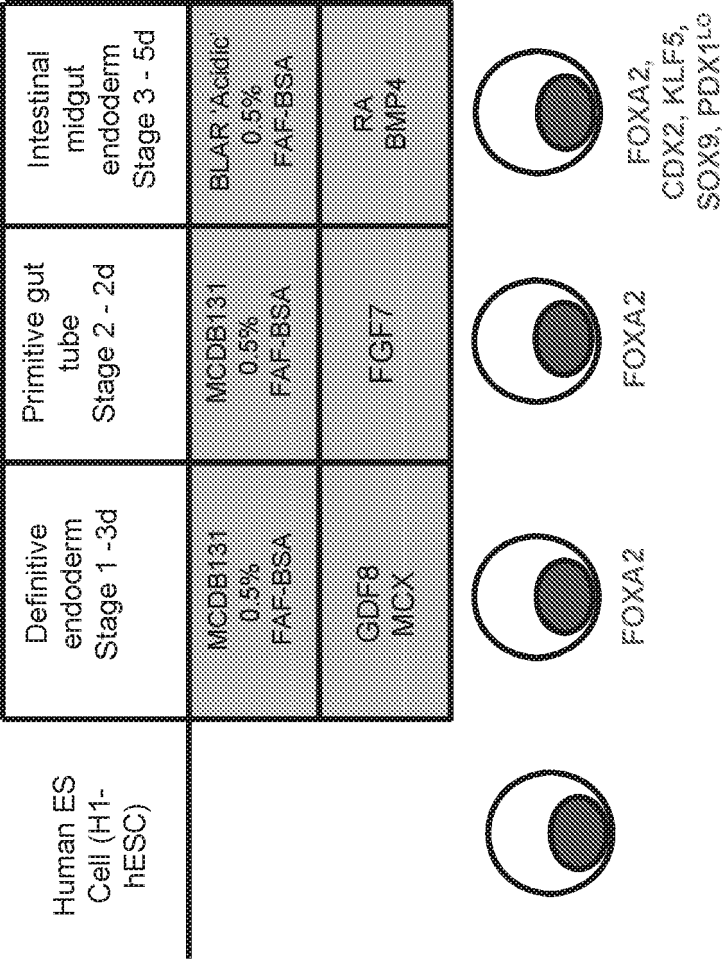 Human ES
Cell (H1-
hESC)
Definitive
endoderm
Stage 1 -3d
Primitive gut
tube
Stage 2 - 2d
Intestinal
midgut
endoderm
Stage 3 - 5d
MCDB131
0.5%
FAF-BSA
MCDB131
0.5%
FAF-BSA
BLAR 'Acidic'
0.5%
FAF-BSA
GDF8
MCX
FGF7
RA
BMP4
FOXA2
FOXA2
FOXA2,
CDX2, KLF5,
SOX9, PDX1ᴸᴼ